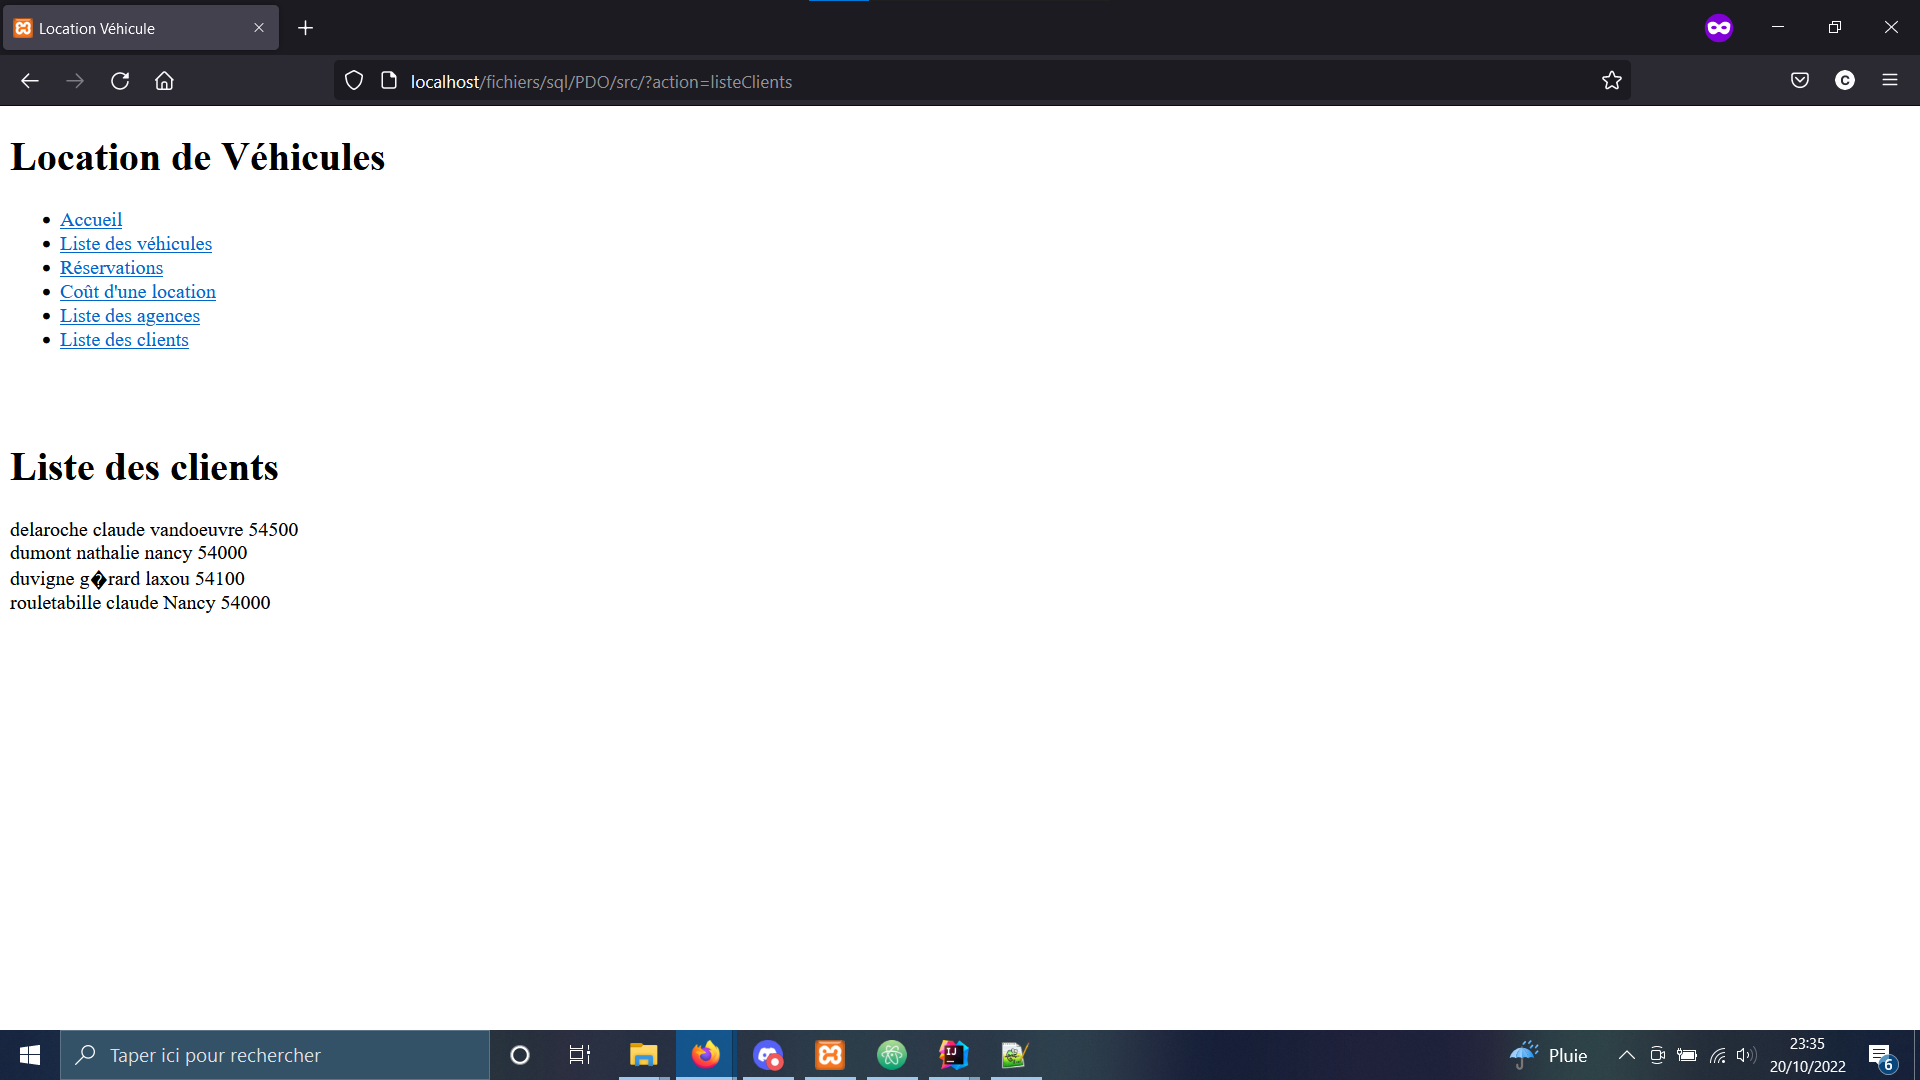 Location Véhicule
localhost/fichiers/sql/PDO/src/?action=listeClients
C
Location de Véhicules
Accueil
Liste des véhicules
Réservations
Coût d'une location
Liste des agences
Liste des clients
Liste des clients
delaroche claude vandoeuvre 54500
dumont nathalie nancy 54000
duvigne g�rard laxou 54100
rouletabille claude Nancy 54000
Taper ici pour rechercher
IJ
Pluie
23:35
20/10/2022
6